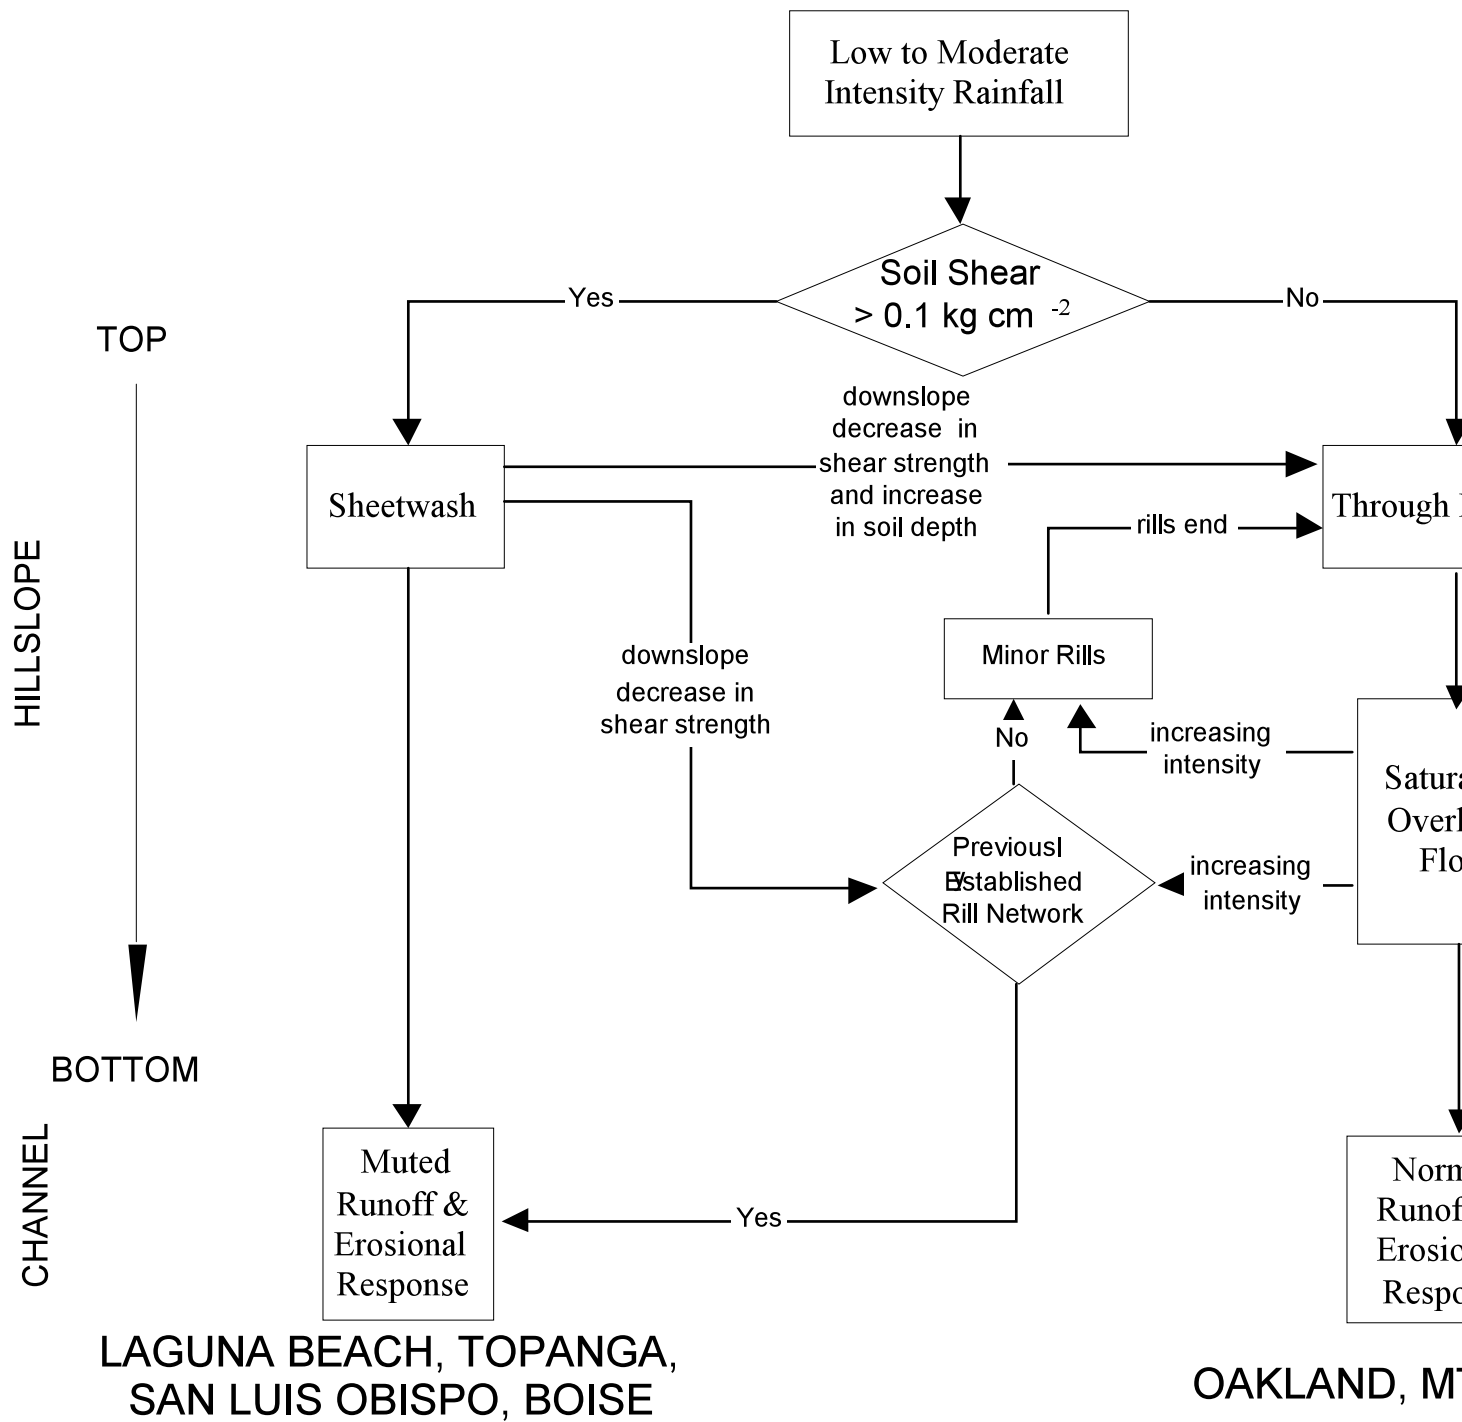 Low to Moderate
Intensity Rainfall
Soil Shear
> 0.1 kg cm -2
Yes
No
TOP
downslope
decrease in
shear strength
and increase
in soil depth
Sheetwash
Through
rills end
HILLSLOPE
Minor Rills
downslope
decrease in
shear strength
No
increasing
intensity
Previousl
Established
Rill Network
increasing
intensity
BOTTOM
CHANNEL
Muted
Runoff &
Erosional
Response
Yes
LAGUNA BEACH, TOPANGA,
SAN LUIS OBISPO, BOISE
OAKLAND,